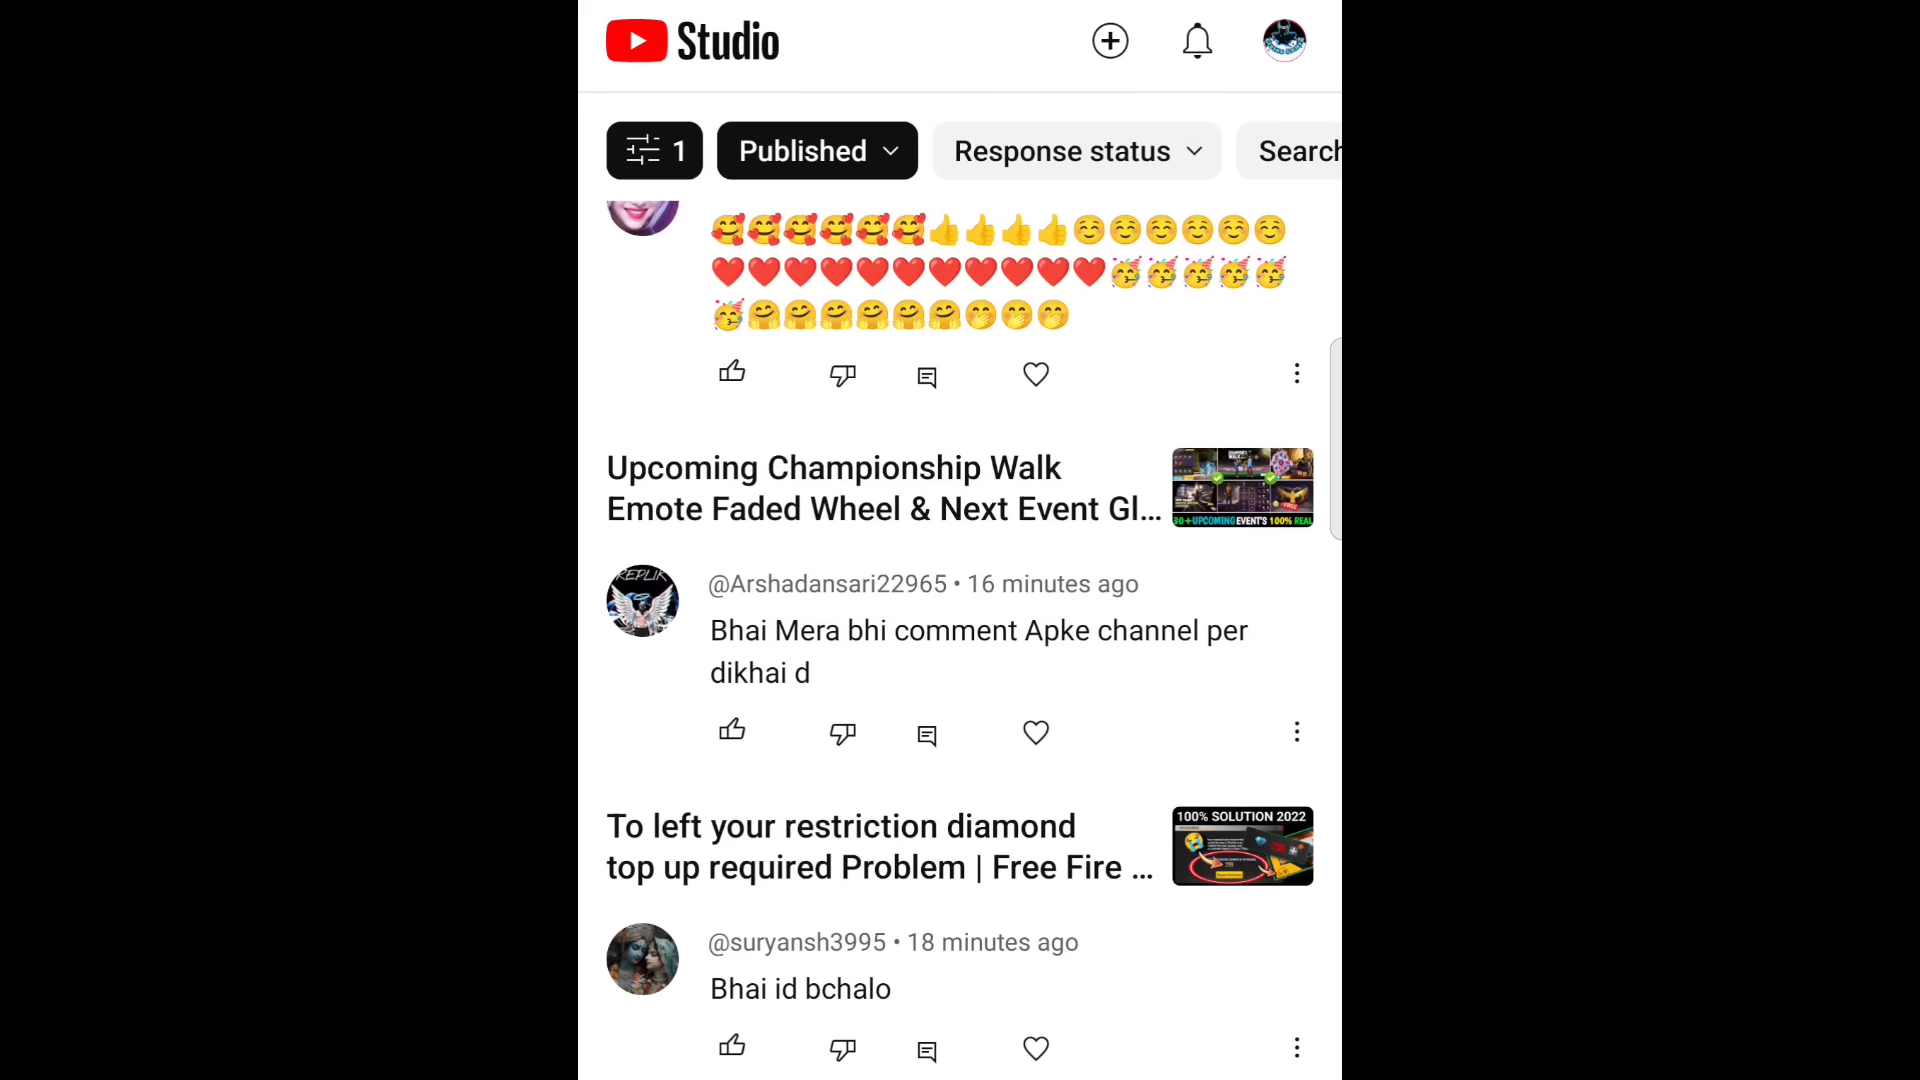 Studio
1 Published Response status Search
🥰🥰🥰🥰🥰🥰👍👍👍👍☺️☺️☺️☺️☺️☺️
❤️❤️❤️❤️❤️❤️❤️❤️❤️❤️❤️🥳🥳🥳🥳🥳
🥳🤗🤗🤗🤗🤗🤗🤭🤭🤭
Upcoming Championship Walk
Emote Faded Wheel & Next Event Gl...
30+UPCOMING EVENT'S 100% REAL
@Arshadansari22965 • 16 minutes ago
Bhai Mera bhi comment Apke channel per
dikhai d
To left your restriction diamond
top up required Problem | Free Fire ...
100% SOLUTION 2022
@suryansh3995 • 18 minutes ago
Bhai id bchalo